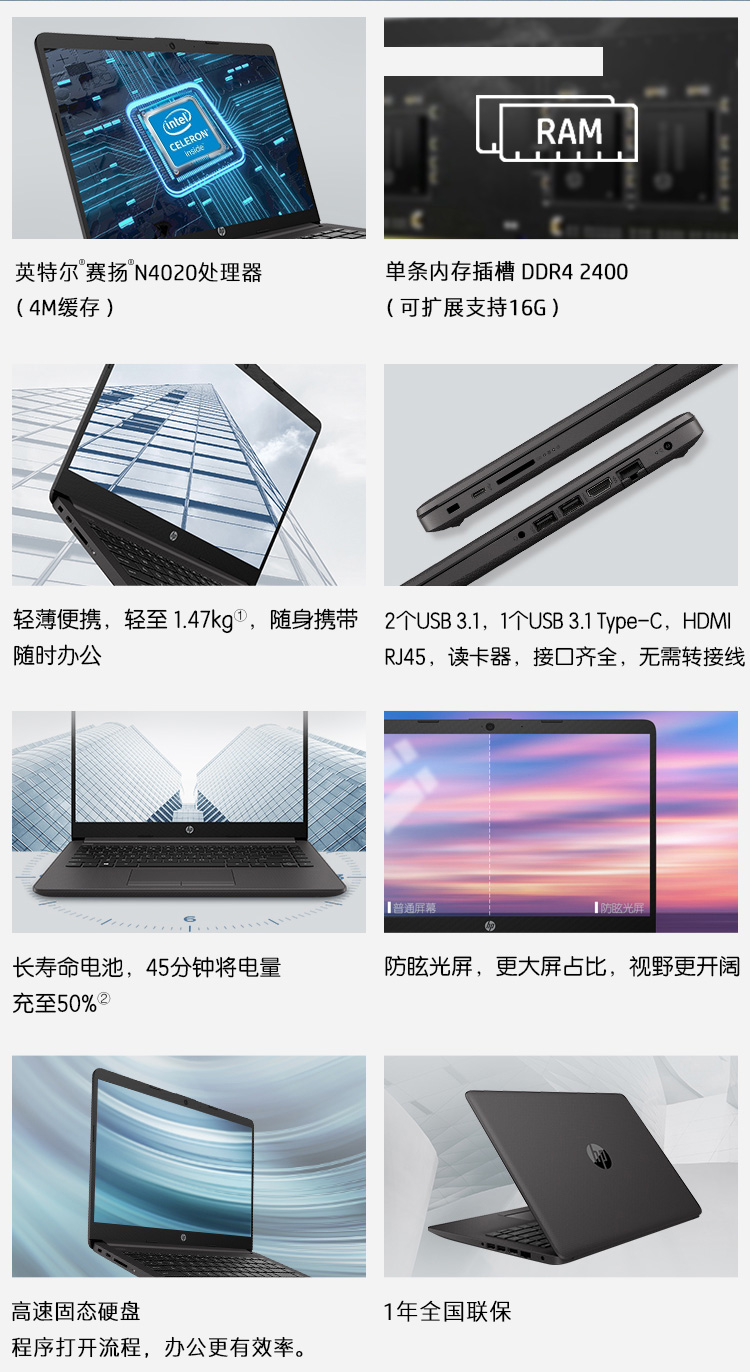 intel
CELERON
inside
英特尔®赛扬®N4020处理器
（4M缓存）
RAM
单条内存插槽 DDR4 2400
（可扩展支持16G）
轻薄便携，轻至 1.47kg①，随身携带
随时办公
2个USB 3.1，1个USB 3.1 Type-C，HDMI
RJ45，读卡器，接口齐全，无需转接线
hp
6
长寿命电池，45分钟将电量
充至50%②
普通屏幕
防眩光屏
hp
防眩光屏，更大屏占比，视野更开阔
高速固态硬盘
程序打开流程，办公更有效率。
hp
1年全国联保